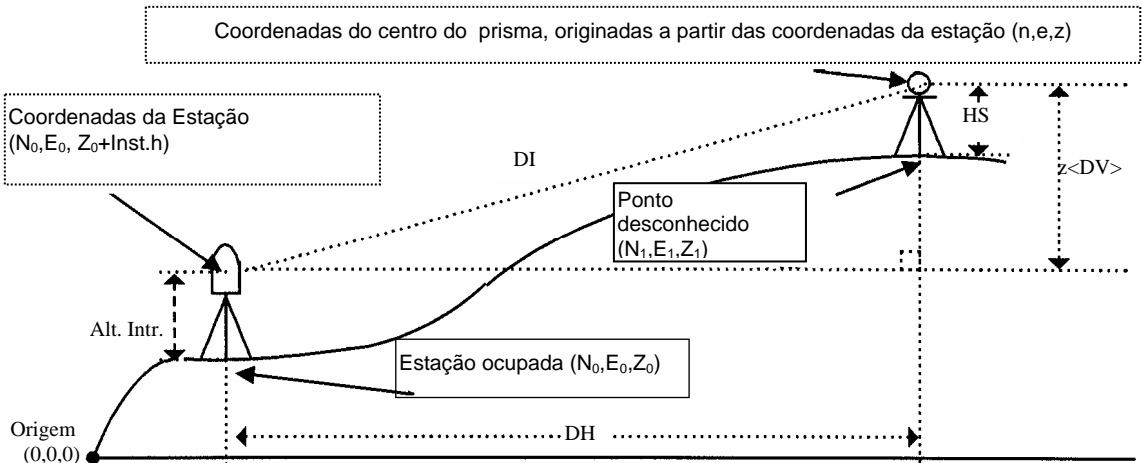 Coordenadas do centro do prisma, originadas a partir das coordenadas da estação (n,e,z)
Coordenadas da Estação
(N₀,E₀, Z₀+Inst.h)
HS
DI
z<DV>
Ponto
desconhecido
(N₁,E₁,Z₁)
Alt. Intr.
Estação ocupada (N₀,E₀,Z₀)
Origem
(0,0,0)
DH